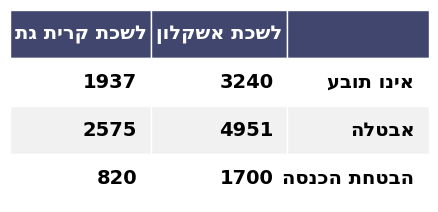 לשכת אשקלון לשכת קרית גת
אינו תובע 3240 1937
אבטלה 4951 2575
הבטחת הכנסה 1700 820